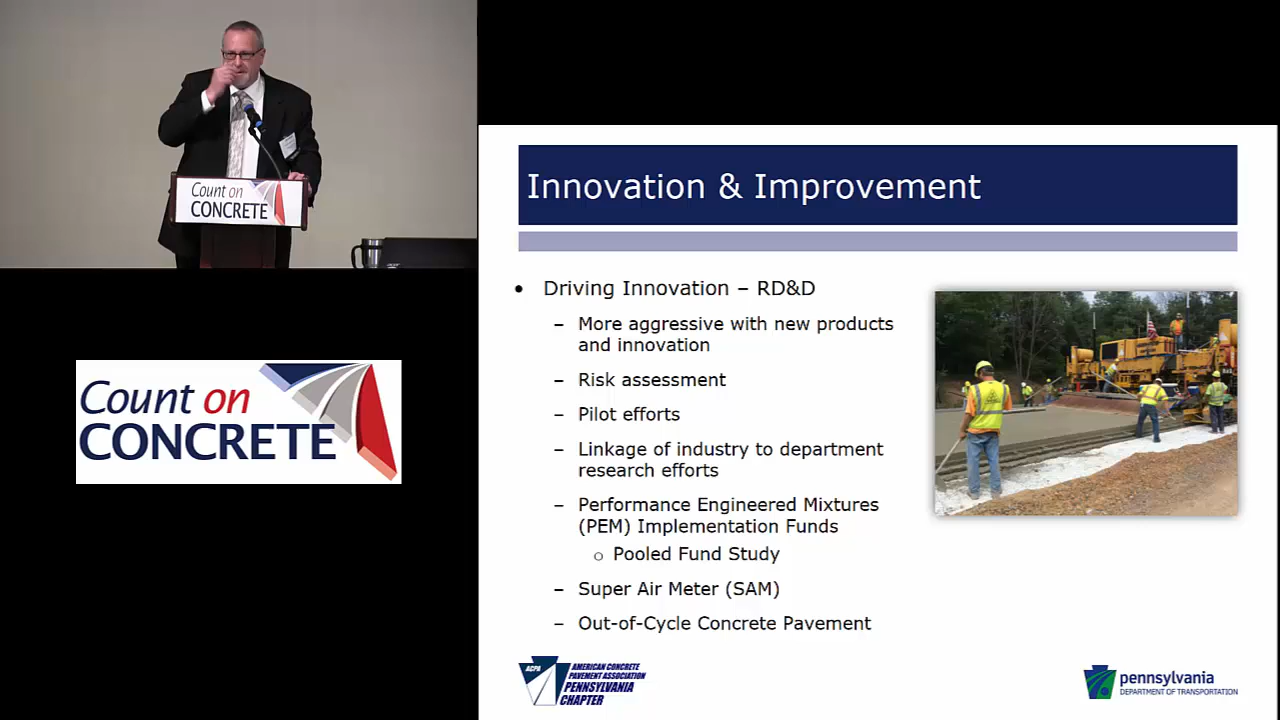 Count on
CONCRETE
Count on
CONCRETE
Innovation & Improvement
• Driving Innovation – RD&D
– More aggressive with new products
and innovation
– Risk assessment
– Pilot efforts
– Linkage of industry to department
research efforts
– Performance Engineered Mixtures
(PEM) Implementation Funds
o Pooled Fund Study
– Super Air Meter (SAM)
– Out-of-Cycle Concrete Pavement
ACPA
AMERICAN CONCRETE
PAVEMENT ASSOCIATION
PENNSYLVANIA
CHAPTER
pennsylvania
DEPARTMENT OF TRANSPORTATION